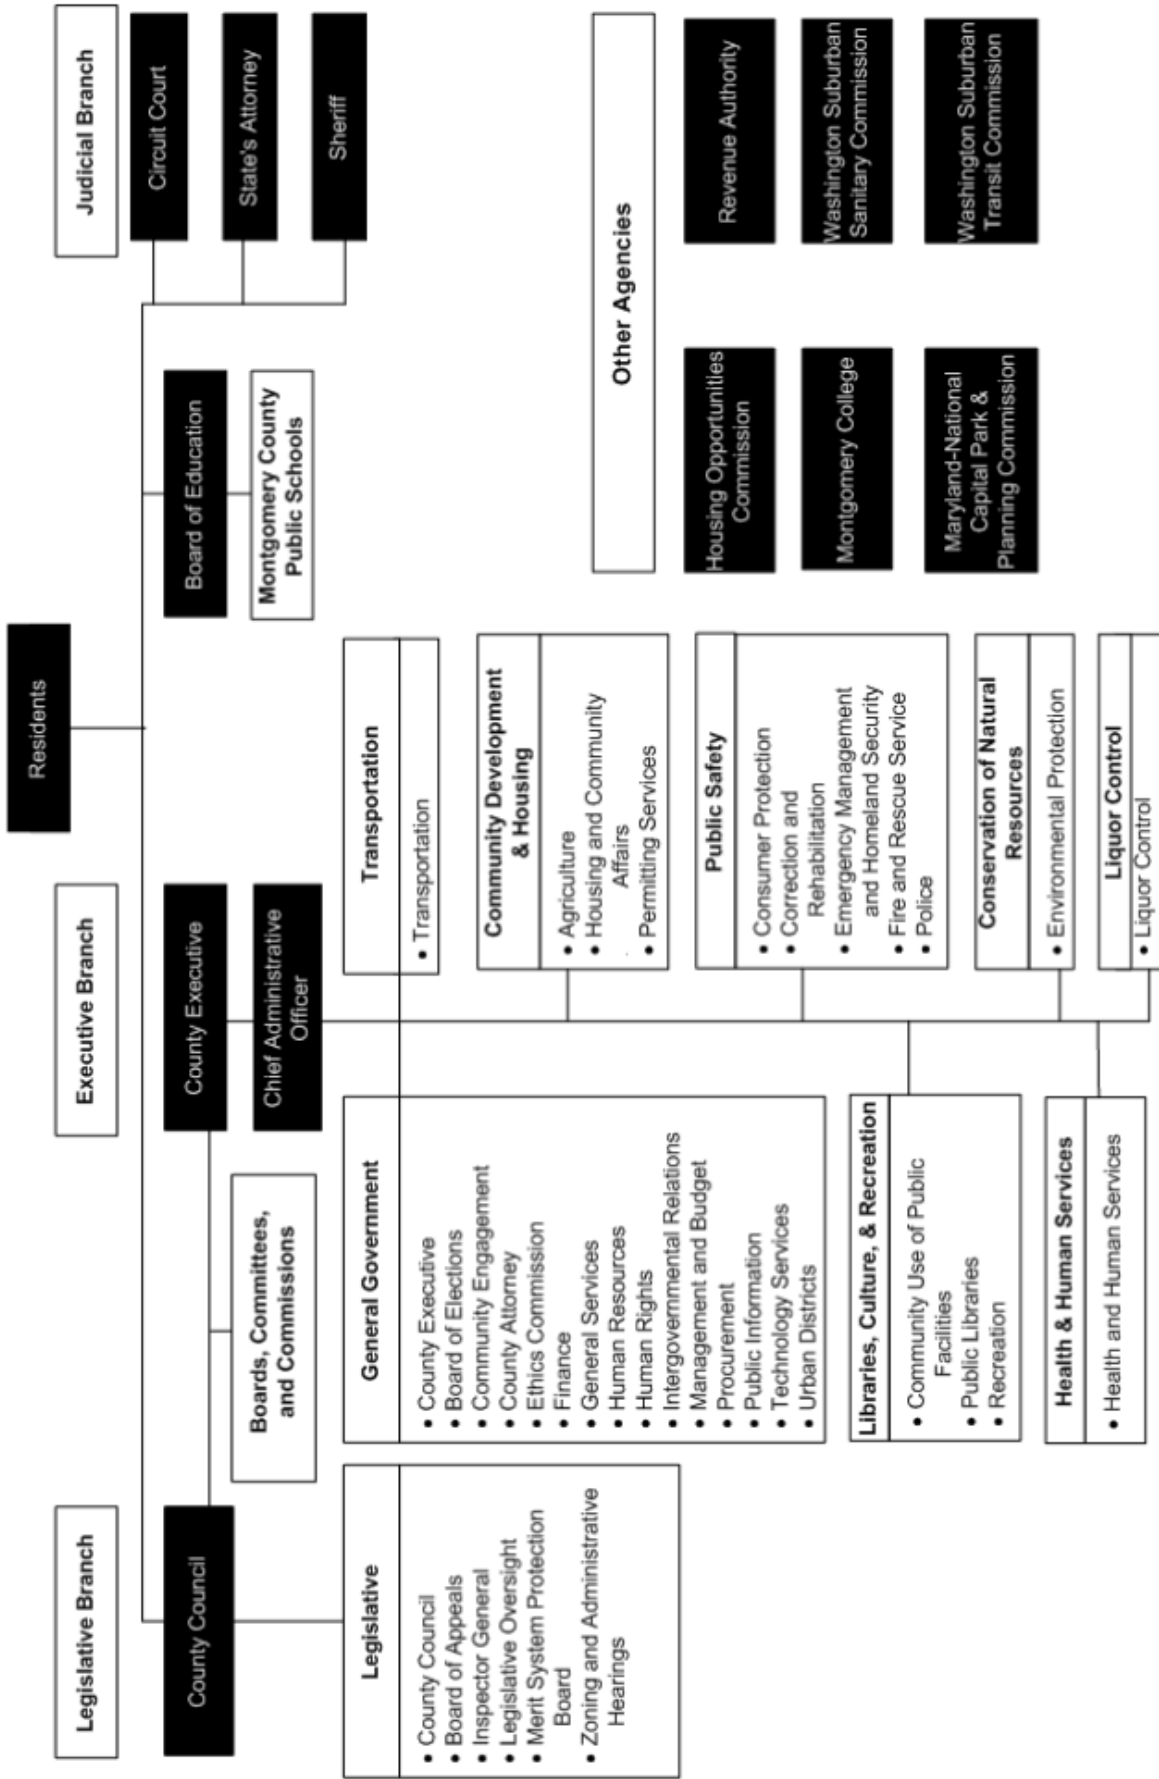 Residents
Legislative Branch
Executive Branch
Judicial Branch
County Council
County Executive
Board of Education
Circuit Court
State's Attorney
Sheriff
Boards, Committees,
and Commissions
Chief Administrative
Officer
Montgomery County
Public Schools
Legislative
• County Council
• Board of Appeals
• Inspector General
• Legislative Oversight
• Merit System Protection
Board
• Zoning and Administrative
Hearings
General Government
• County Executive
• Board of Elections
• Community Engagement
• County Attorney
• Ethics Commission
• Finance
• General Services
• Human Resources
• Human Rights
• Intergovernmental Relations
• Management and Budget
• Procurement
• Public Information
• Technology Services
• Urban Districts
Transportation
• Transportation
Community Development
& Housing
• Agriculture
• Housing and Community
Affairs
• Permitting Services
Public Safety
• Consumer Protection
• Correction and
Rehabilitation
• Emergency Management
and Homeland Security
• Fire and Rescue Service
• Police
Libraries, Culture, & Recreation
• Community Use of Public
Facilities
• Public Libraries
• Recreation
Conservation of Natural
Resources
• Environmental Protection
Health & Human Services
• Health and Human Services
Liquor Control
• Liquor Control
Other Agencies
Housing Opportunities
Commission
Revenue Authority
Montgomery College
Washington Suburban
Sanitary Commission
Maryland-National
Capital Park &
Planning Commission
Washington Suburban
Transit Commission